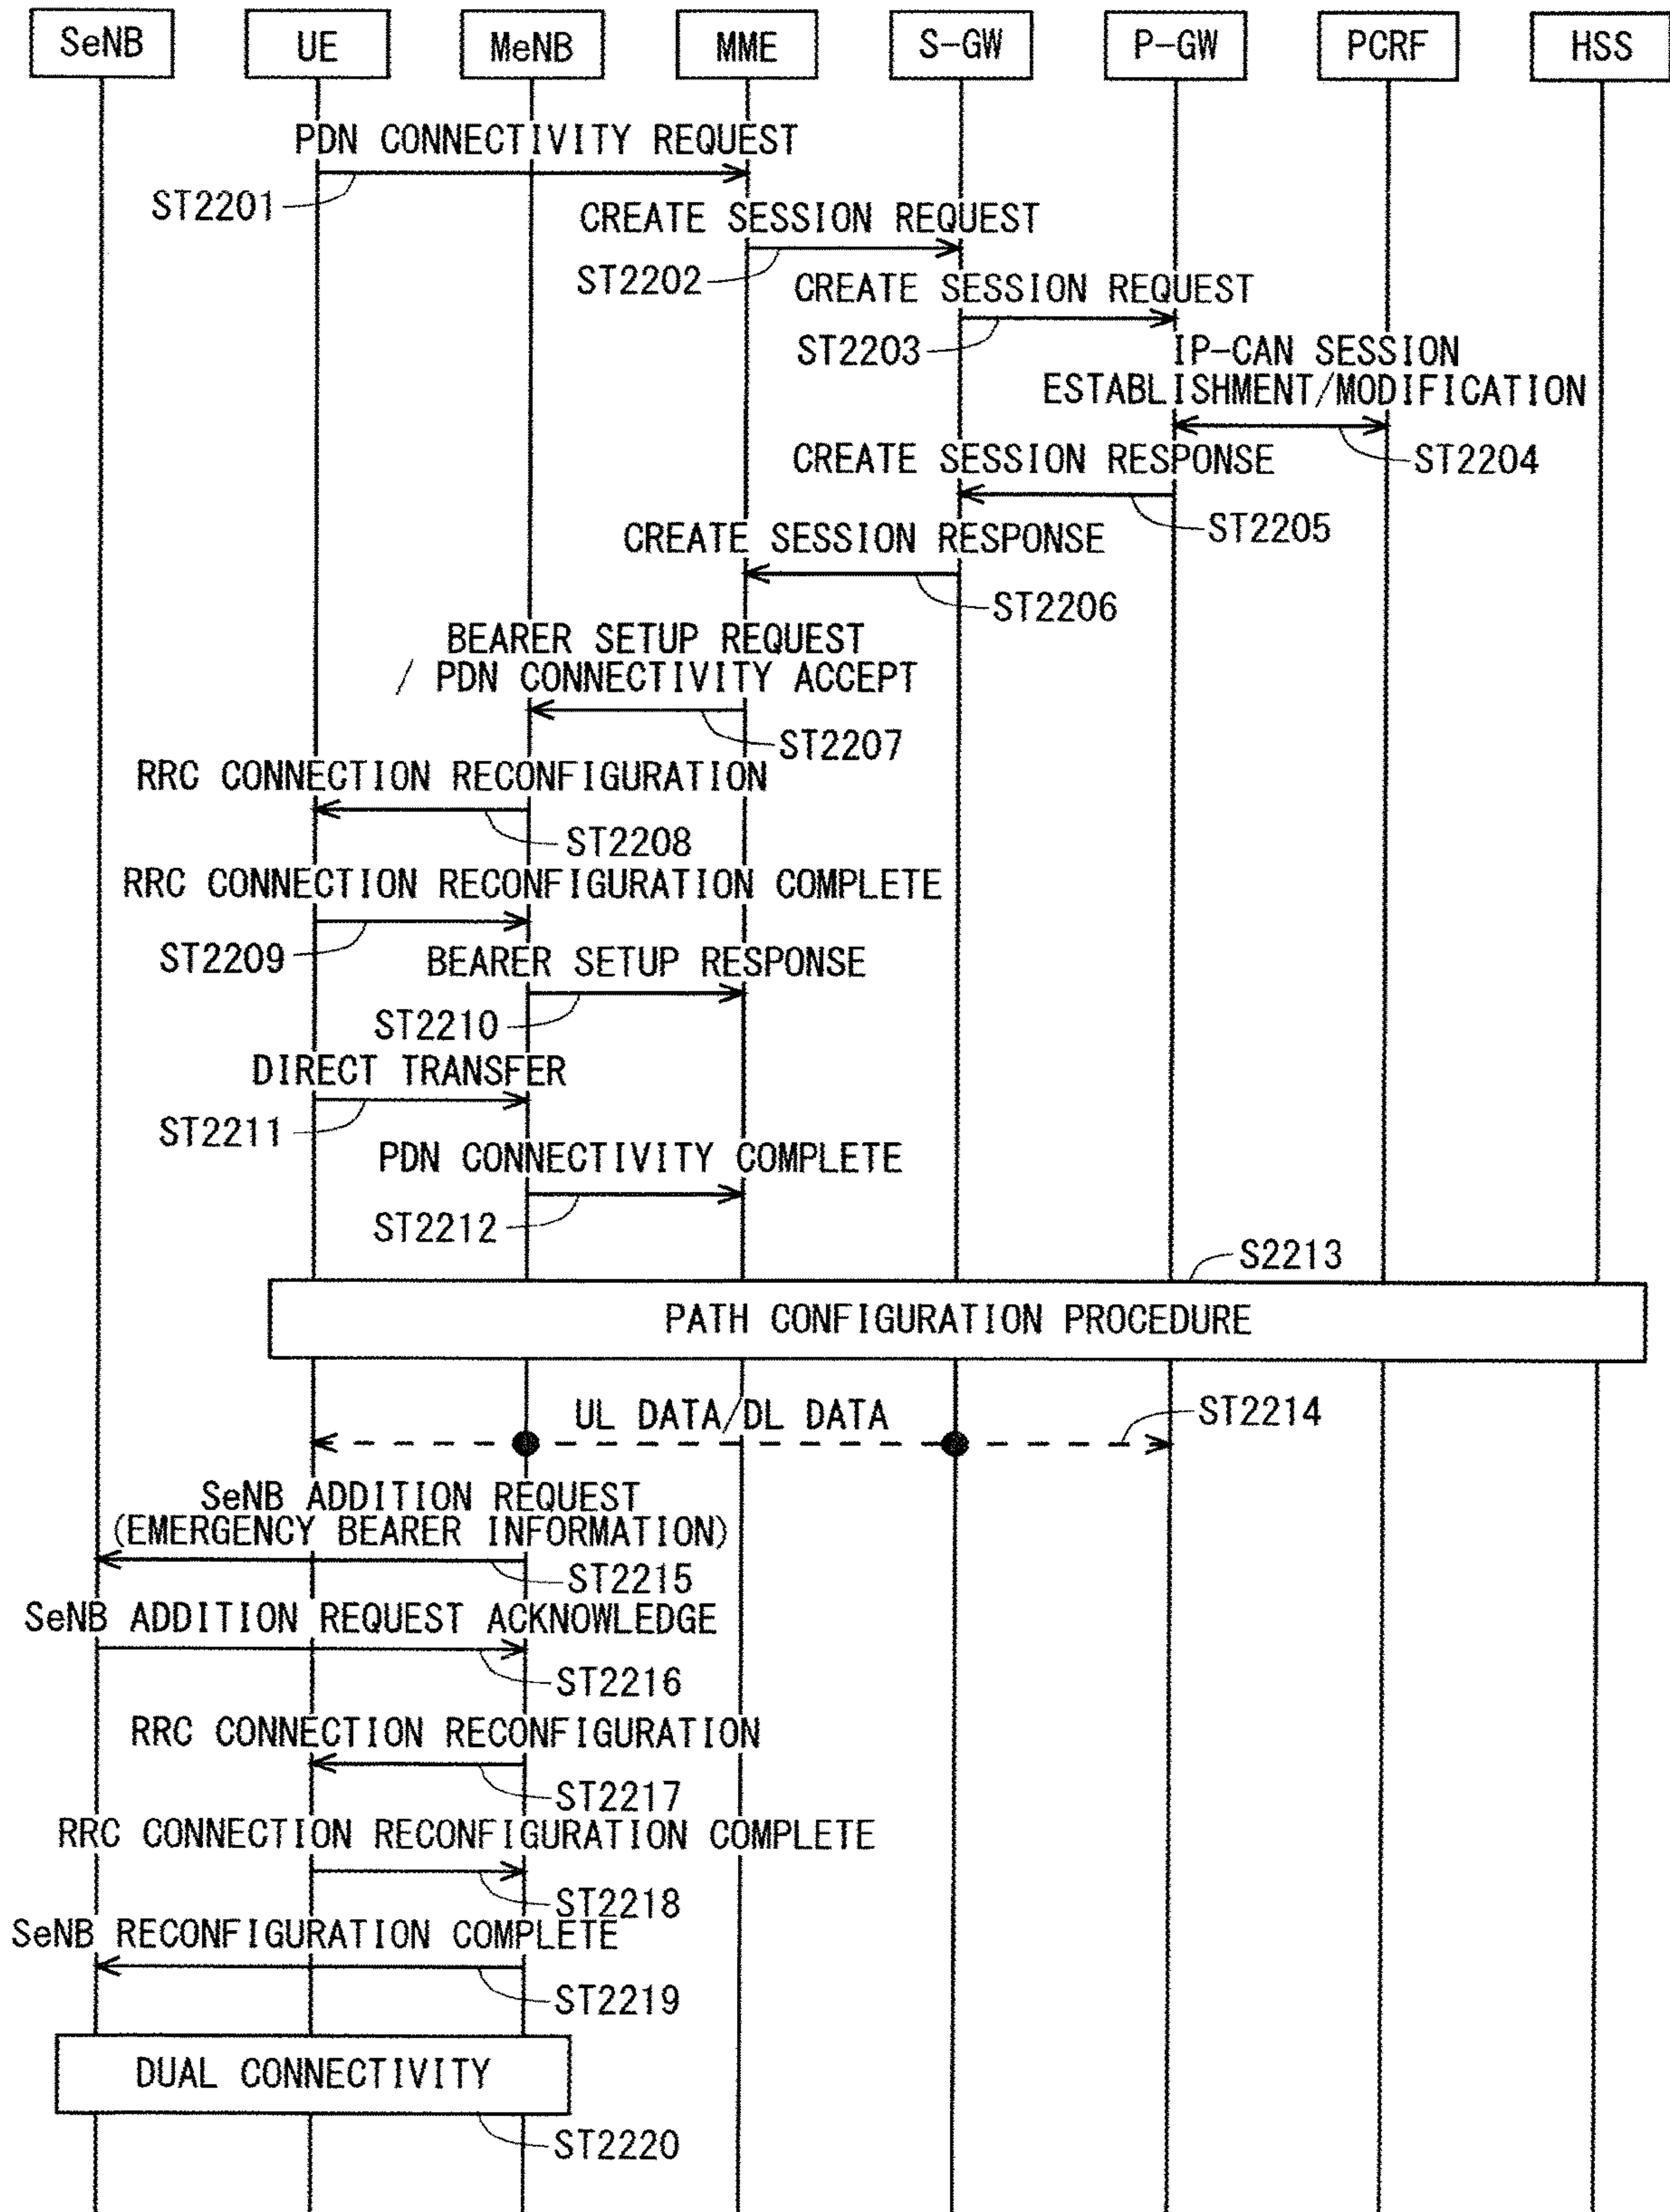 SeNB UE MeNB MME S-GW P-GW PCRF HSS
PDN CONNECTIVITY REQUEST
ST2201
CREATE SESSION REQUEST
ST2202
CREATE SESSION REQUEST
ST2203
IP-CAN SESSION
ESTABLISHMENT/MODIFICATION
ST2204
CREATE SESSION RESPONSE
ST2205
CREATE SESSION RESPONSE
ST2206
BEARER SETUP REQUEST
/ PDN CONNECTIVITY ACCEPT
ST2207
RRC CONNECTION RECONFIGURATION
ST2208
RRC CONNECTION RECONFIGURATION COMPLETE
ST2209
BEARER SETUP RESPONSE
ST2210
DIRECT TRANSFER
ST2211
PDN CONNECTIVITY COMPLETE
ST2212
S2213
PATH CONFIGURATION PROCEDURE
UL DATA/DL DATA
ST2214
SeNB ADDITION REQUEST
(EMERGENCY BEARER INFORMATION)
ST2215
SeNB ADDITION REQUEST ACKNOWLEDGE
ST2216
RRC CONNECTION RECONFIGURATION
ST2217
RRC CONNECTION RECONFIGURATION COMPLETE
ST2218
SeNB RECONFIGURATION COMPLETE
ST2219
DUAL CONNECTIVITY
ST2220